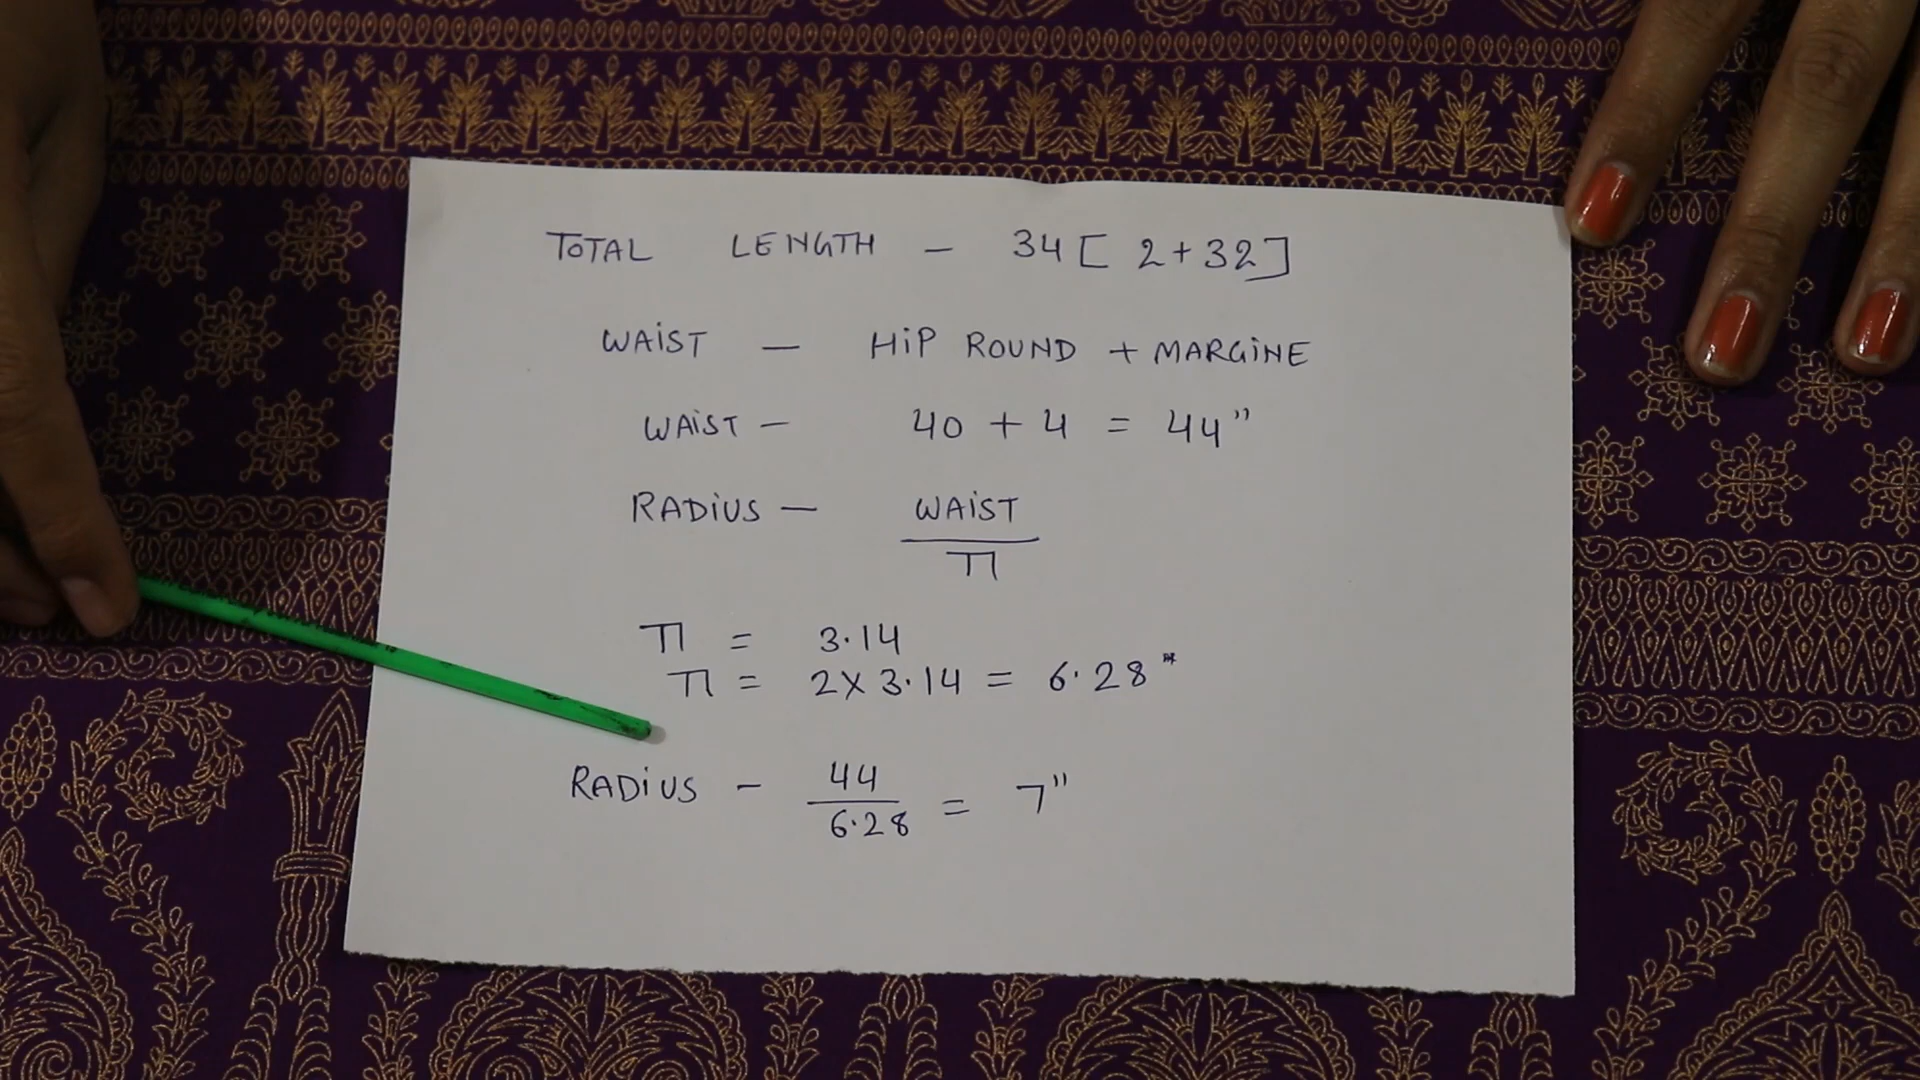 TOTAL LENGTH - 34 [ 2 + 32 ]
WAIST - HIP ROUND + MARGINE
WAIST - 40 + 4 = 44"
RADIUS - WAIST
π
π = 3.14
π = 2 x 3.14 = 6.28"
RADIUS - 44
6.28 = 7"